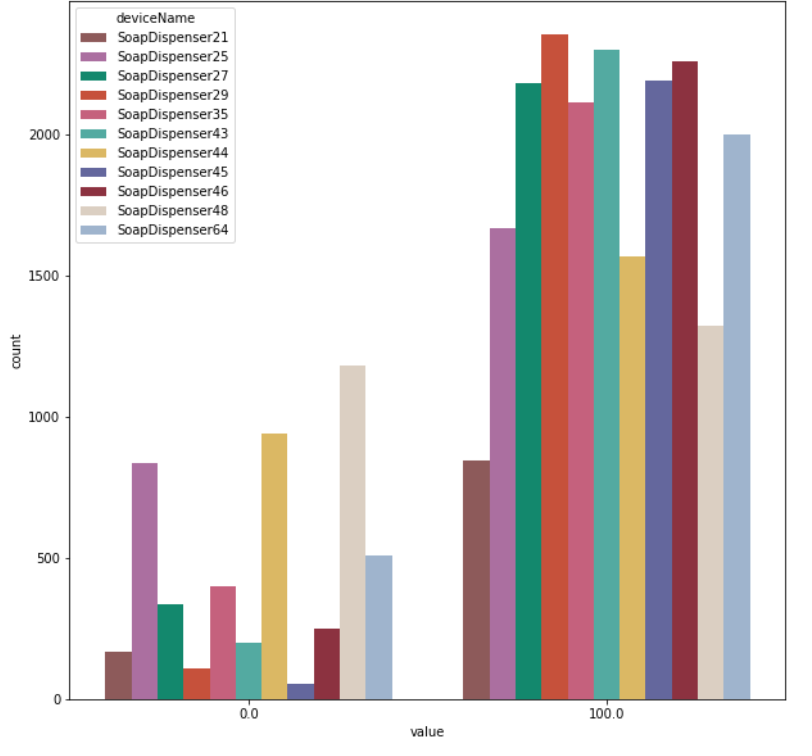 deviceName
SoapDispenser21
SoapDispenser25
SoapDispenser27
SoapDispenser29
SoapDispenser35
SoapDispenser43
SoapDispenser44
SoapDispenser45
SoapDispenser46
SoapDispenser48
SoapDispenser64
2000
1500
1000
500
0
count
0.0 100.0
value